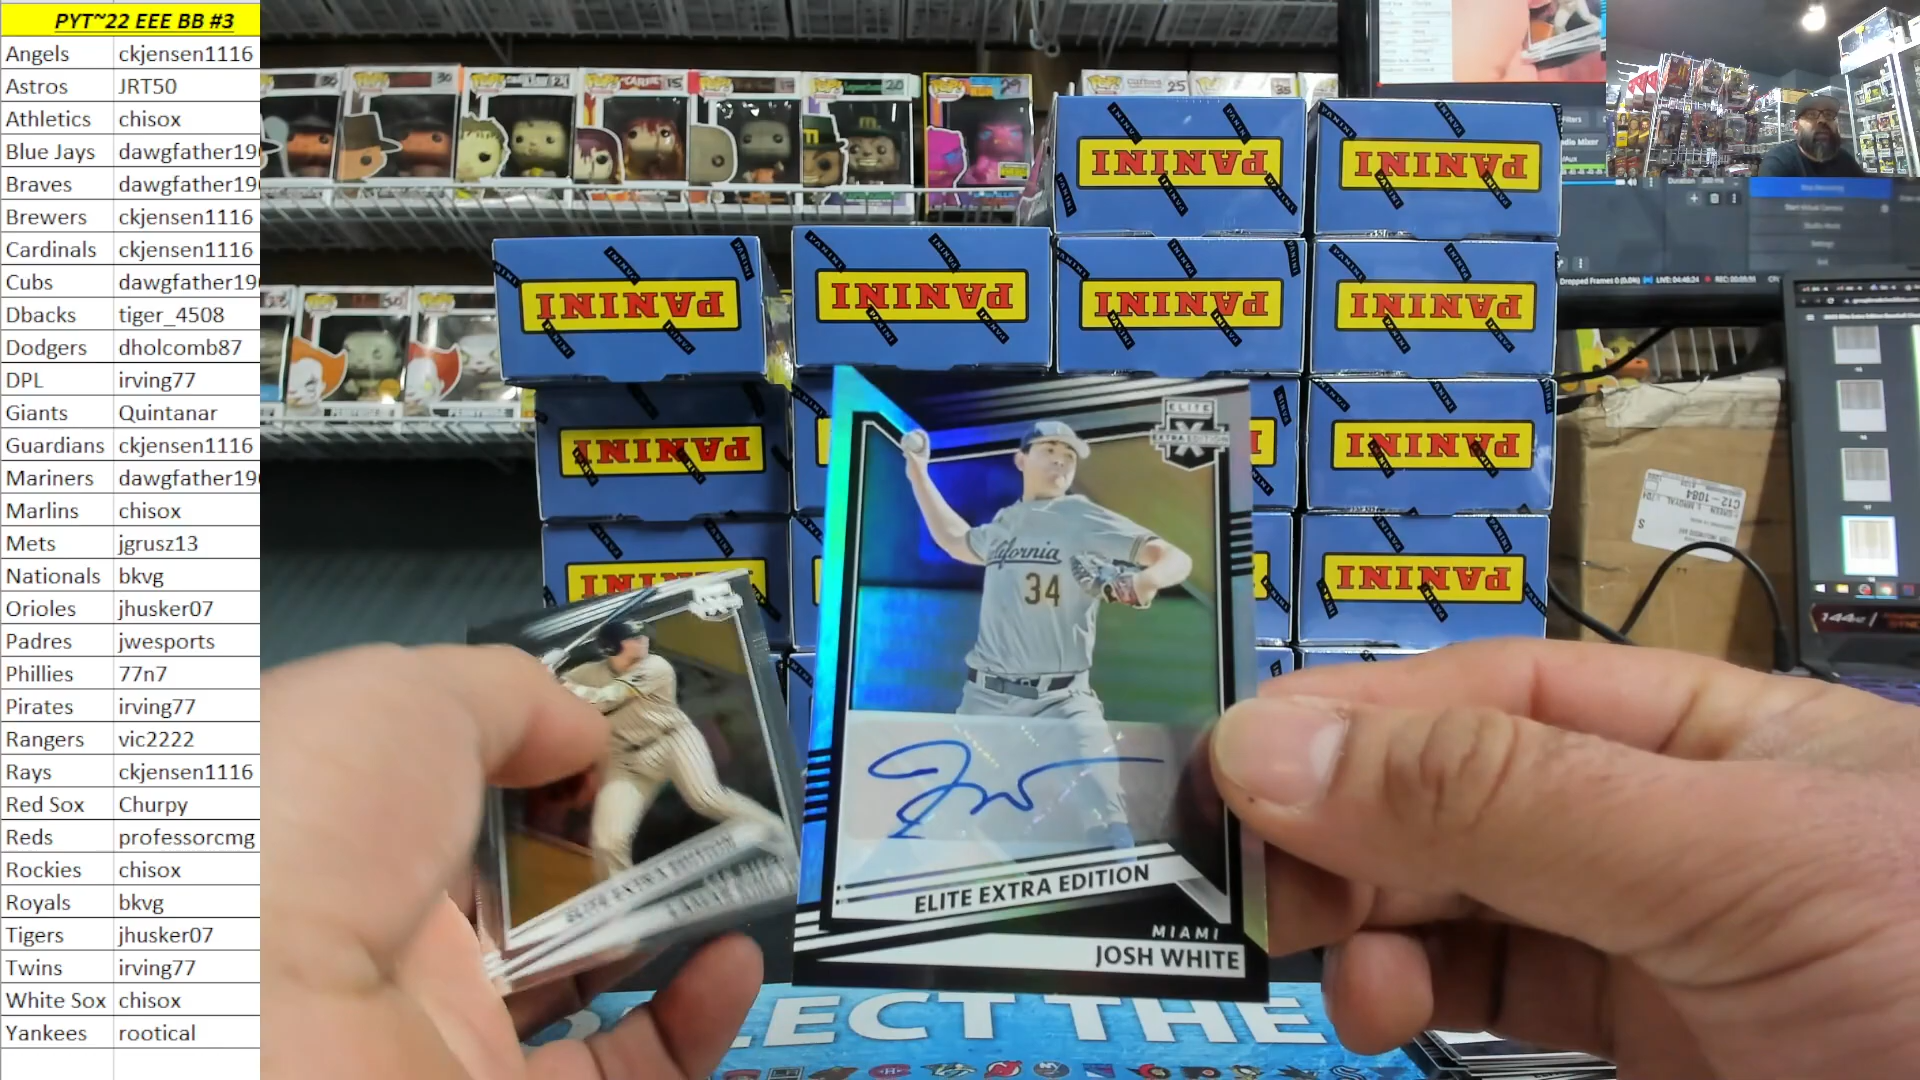 PYT~22 EEE BB #3
Angels ckjensen1116
Astros JRT50
Athletics chisox
Blue Jays dawgfather19
Braves dawgfather19
Brewers ckjensen1116
Cardinals ckjensen1116
Cubs dawgfather19
Dbacks tiger_4508
Dodgers dholcomb87
DPL irving77
Giants Quintanar
Guardians ckjensen1116
Mariners dawgfather19
Marlins chisox
Mets jgrusz13
Nationals bkvg
Orioles jhusker07
Padres jwesports
Phillies 77n7
Pirates irving77
Rangers vic2222
Rays ckjensen1116
Red Sox Churpy
Reds professorcmg
Rockies chisox
Royals bkvg
Tigers jhusker07
Twins irving77
White Sox chisox
Yankees rootical
PANINI
PANINI
PANINI
PANINI
PANINI
PANINI
PANINI
PANINI
PANINI
ELITE
X
EXTRA EDITION
California
34
ELITE EXTRA EDITION
MIAMI
JOSH WHITE
ECT THE
C12-1084